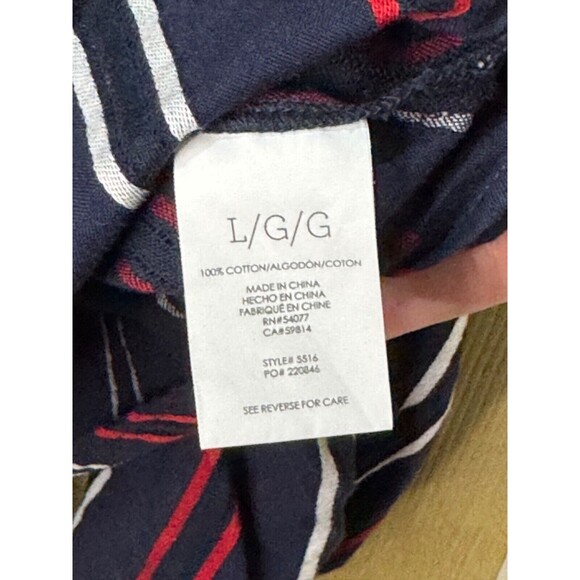 L/G/G
100% COTTON/ALGODÓN/COTON
MADE IN CHINA
HECHO EN CHINA
FABRIQUÉ EN CHINE
RN#54077
CA#59814
STYLE# 5516
PO# 220846
SEE REVERSE FOR CARE